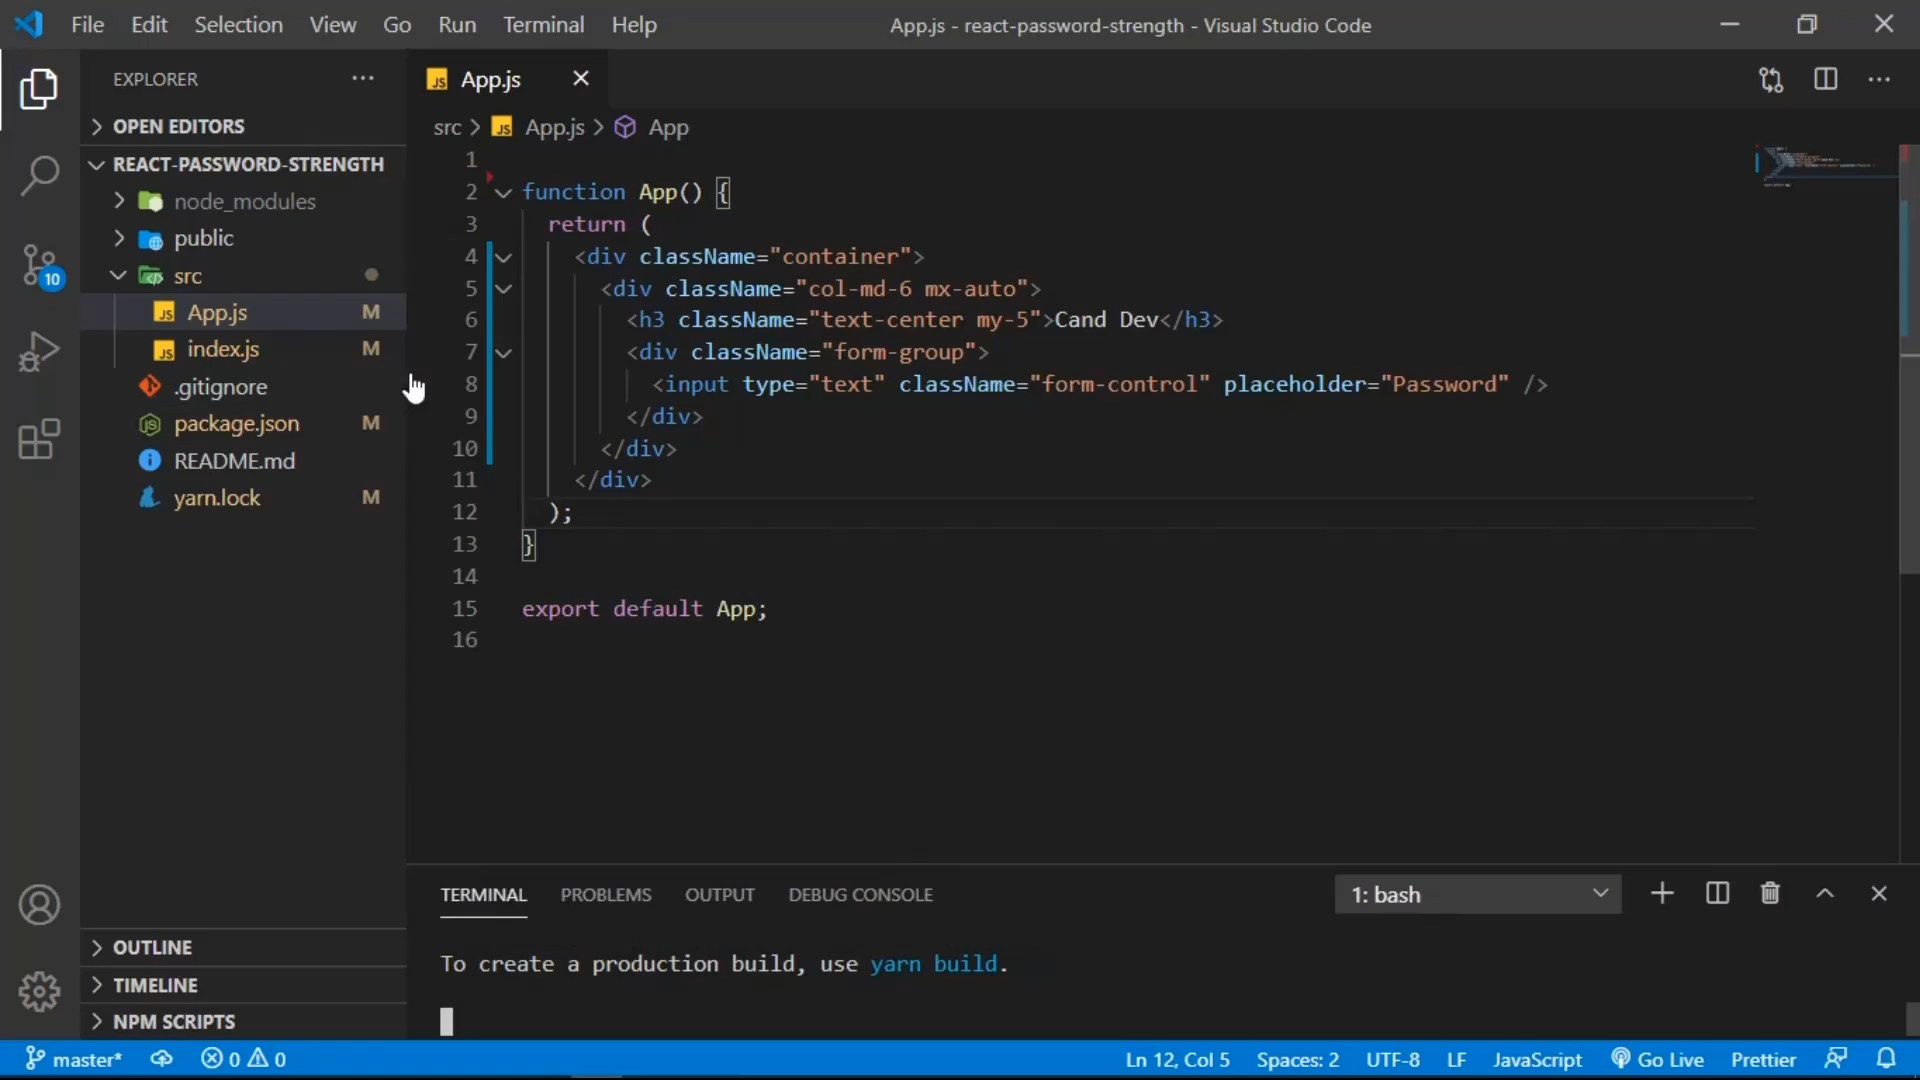 File Edit Selection View Go Run Terminal Help
App.js - react-password-strength - Visual Studio Code
EXPLORER
OPEN EDITORS
REACT-PASSWORD-STRENGTH
node_modules
public
src
App.js M
index.js M
.gitignore
package.json M
README.md
yarn.lock M
10
OUTLINE
TIMELINE
NPM SCRIPTS
JS App.js
src > JS App.js > App
1
2 function App() {
3 return (
4 <div className="container">
5 <div className="col-md-6 mx-auto">
6 <h3 className="text-center my-5">Cand Dev</h3>
7 <div className="form-group">
8 <input type="text" className="form-control" placeholder="Password" />
9 </div>
10 </div>
11 </div>
12 );
13 }
14
15 export default App;
16
TERMINAL PROBLEMS OUTPUT DEBUG CONSOLE
1: bash
To create a production build, use yarn build.
master* 0 0
Ln 12, Col 5 Spaces: 2 UTF-8 LF JavaScript Go Live Prettier